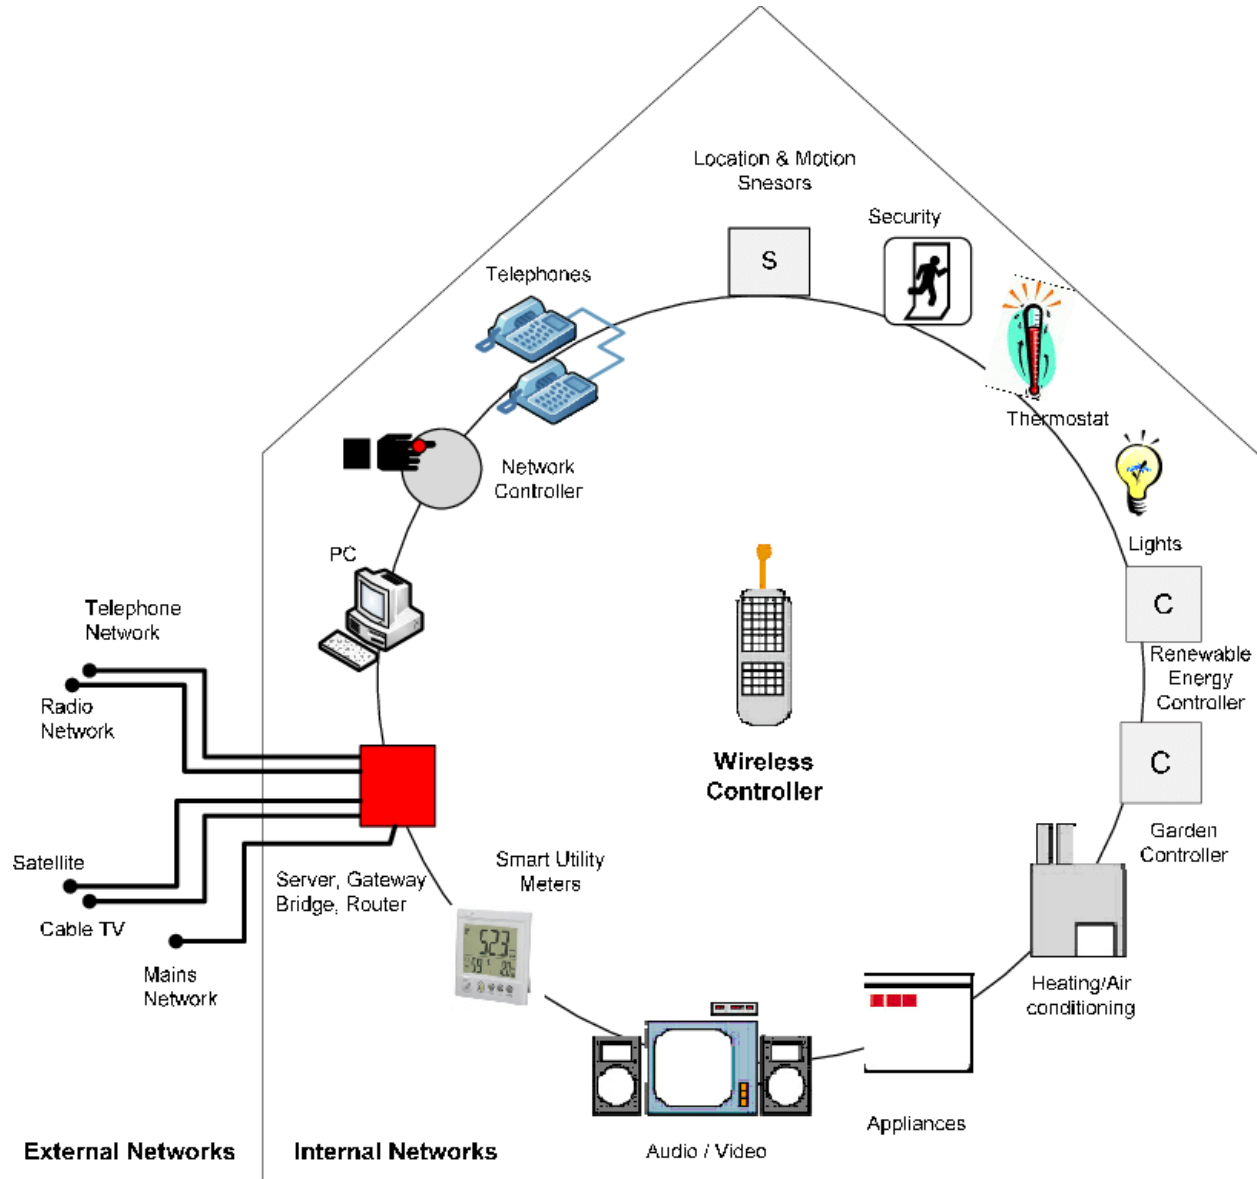 Location & Motion
Snesors
S
Security
Telephones
Thermostat
Network
Controller
Lights
PC
C
Telephone
Network
Renewable
Energy
Controller
Radio
Network
C
Wireless
Controller
Garden
Controller
Satellite
Cable TV
Server, Gateway
Bridge, Router
Smart Utility
Meters
523
Mains
Network
Heating/Air
conditioning
Appliances
Audio / Video
External Networks
Internal Networks